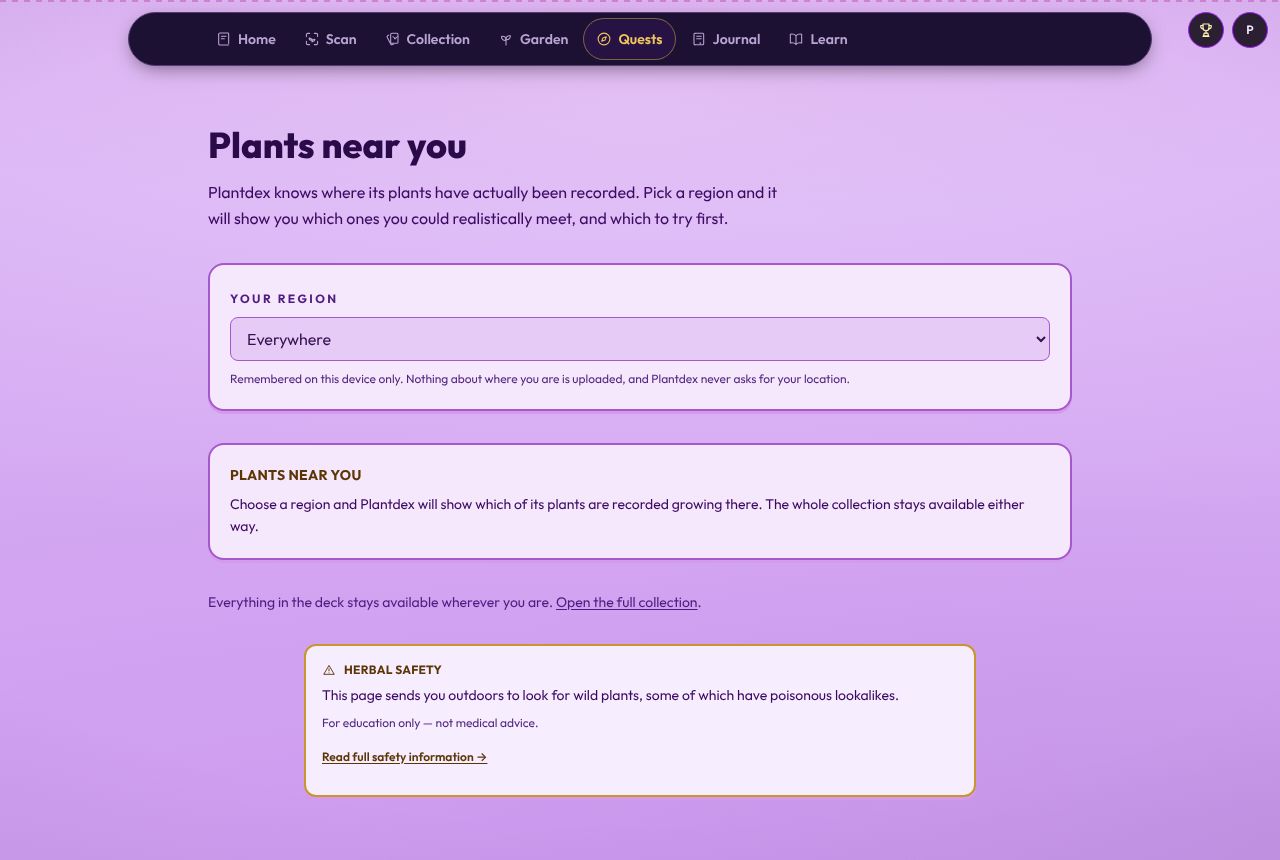 Home Scan Collection Garden Quests Journal Learn P
Plants near you
Plantdex knows where its plants have actually been recorded. Pick a region and it
will show you which ones you could realistically meet, and which to try first.
YOUR REGION
Everywhere
Remembered on this device only. Nothing about where you are is uploaded, and Plantdex never asks for your location.
PLANTS NEAR YOU
Choose a region and Plantdex will show which of its plants are recorded growing there. The whole collection stays available either
way.
Everything in the deck stays available wherever you are. Open the full collection.
HERBAL SAFETY
This page sends you outdoors to look for wild plants, some of which have poisonous lookalikes.
For education only — not medical advice.
Read full safety information →